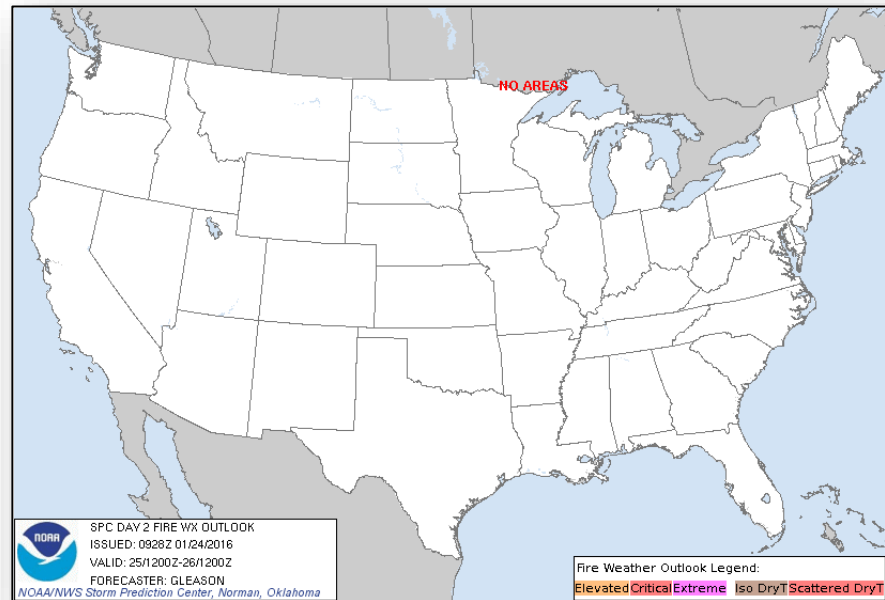 NO AREAS
NOAA
SPC DAY 2 FIRE WX OUTLOOK
ISSUED: 0928Z 01/24/2016
VALID: 25/1200Z-26/1200Z
FORECASTER: GLEASON
NOAA/NWS Storm Prediction Center, Norman, Oklahoma
Fire Weather Outlook Legend:
Elevated Critical Extreme Iso DryT Scattered DryT